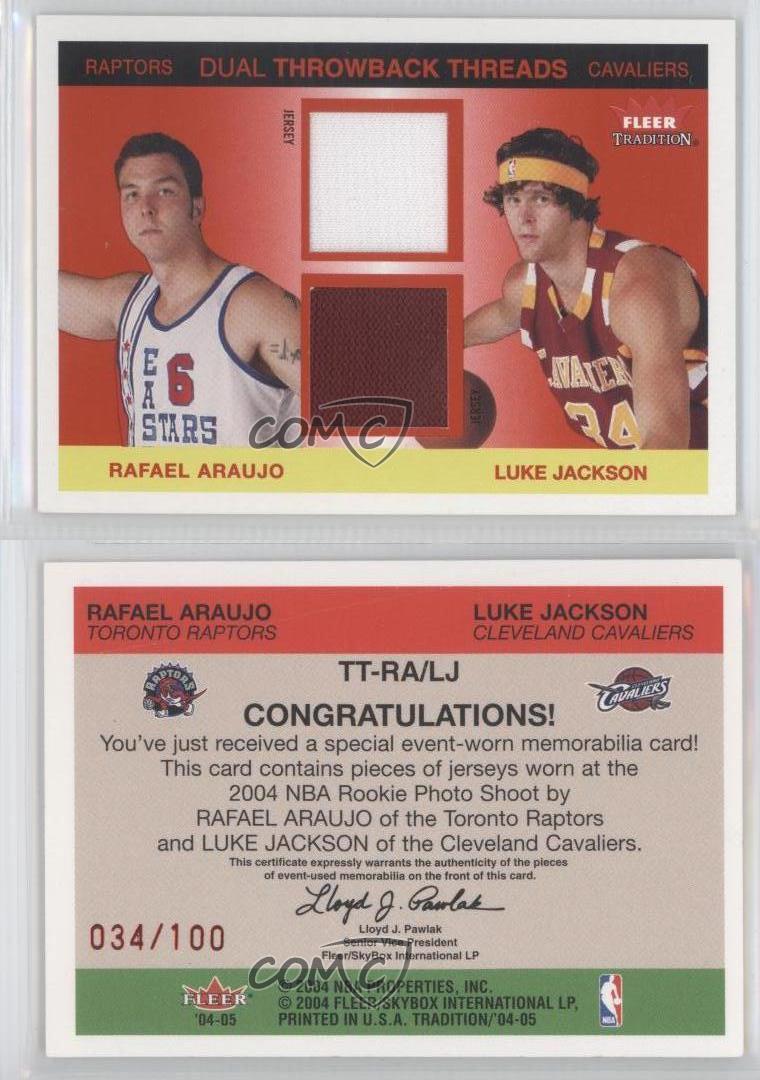 RAPTORS DUAL THROWBACK THREADS CAVALIERS
FLEER
TRADITION
JERSEY
EAST
6
STARS
CAVALIERS
34
JERSEY
COMC
RAFAEL ARAUJO LUKE JACKSON
RAFAEL ARAUJO LUKE JACKSON
TORONTO RAPTORS CLEVELAND CAVALIERS
TT-RA/LJ
RAPTORS
CLEVELAND
CAVALIERS
CONGRATULATIONS!
You've just received a special event-worn memorabilia card!
This card contains pieces of jerseys worn at the
2004 NBA Rookie Photo Shoot by
RAFAEL ARAUJO of the Toronto Raptors
and LUKE JACKSON of the Cleveland Cavaliers.
This certificate expressly warrants the authenticity of the pieces
of event-used memorabilia on the front of this card.
Lloyd J. Pawlak
Lloyd J. Pawlak
Senior Vice President
Fleer/SkyBox International LP
034/100
COMC
FLEER
'04-05
© 2004 NBA PROPERTIES, INC.
© 2004 FLEER/SKYBOX INTERNATIONAL LP,
PRINTED IN U.S.A. TRADITION/'04-05
NBA